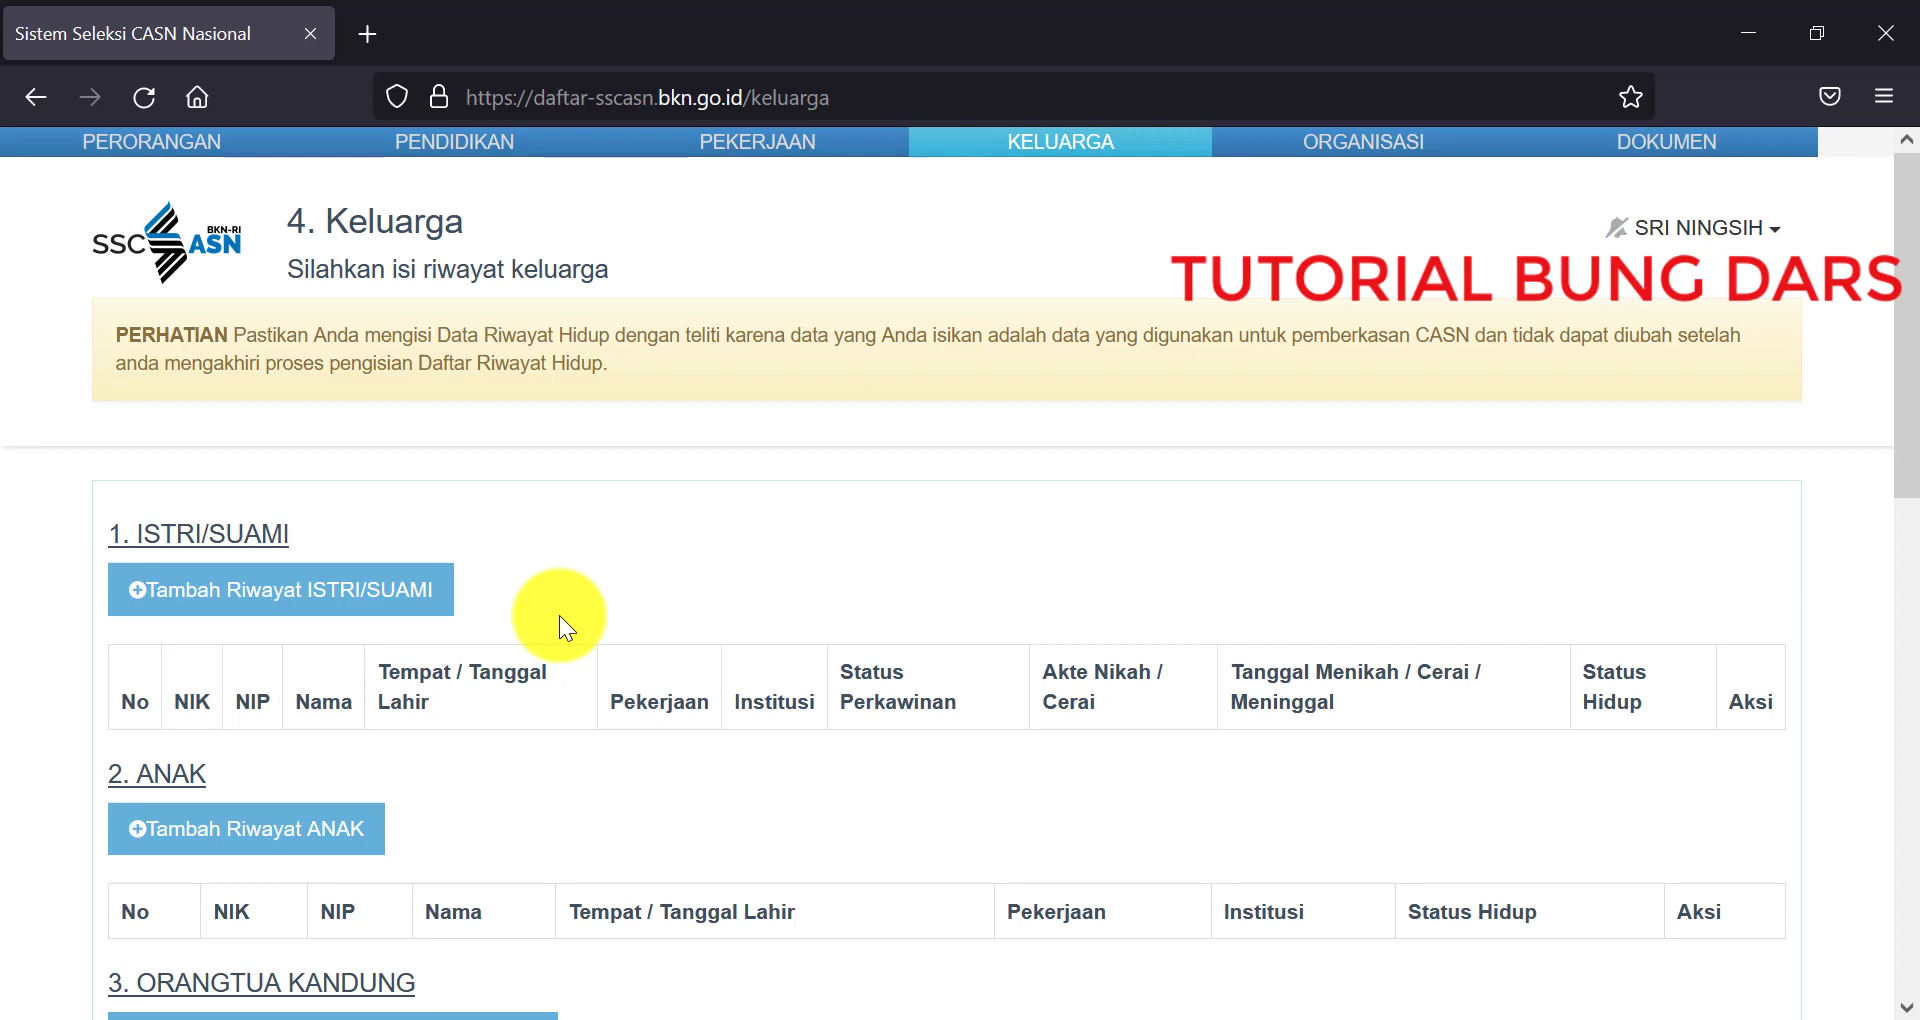 Sistem Seleksi CASN Nasional
https://daftar-sscasn.bkn.go.id/keluarga
PERORANGAN PENDIDIKAN PEKERJAAN KELUARGA ORGANISASI DOKUMEN
SSC ASN BKN-RI
4. Keluarga
Silahkan isi riwayat keluarga
SRI NINGSIH
TUTORIAL BUNG DARS
PERHATIAN Pastikan Anda mengisi Data Riwayat Hidup dengan teliti karena data yang Anda isikan adalah data yang digunakan untuk pemberkasan CASN dan tidak dapat diubah setelah
anda mengakhiri proses pengisian Daftar Riwayat Hidup.
1. ISTRI/SUAMI
Tambah Riwayat ISTRI/SUAMI
No NIK NIP Nama Tempat / Tanggal Lahir Pekerjaan Institusi Status Perkawinan Akte Nikah / Cerai Tanggal Menikah / Cerai / Meninggal Status Hidup Aksi
2. ANAK
Tambah Riwayat ANAK
No NIK NIP Nama Tempat / Tanggal Lahir Pekerjaan Institusi Status Hidup Aksi
3. ORANGTUA KANDUNG